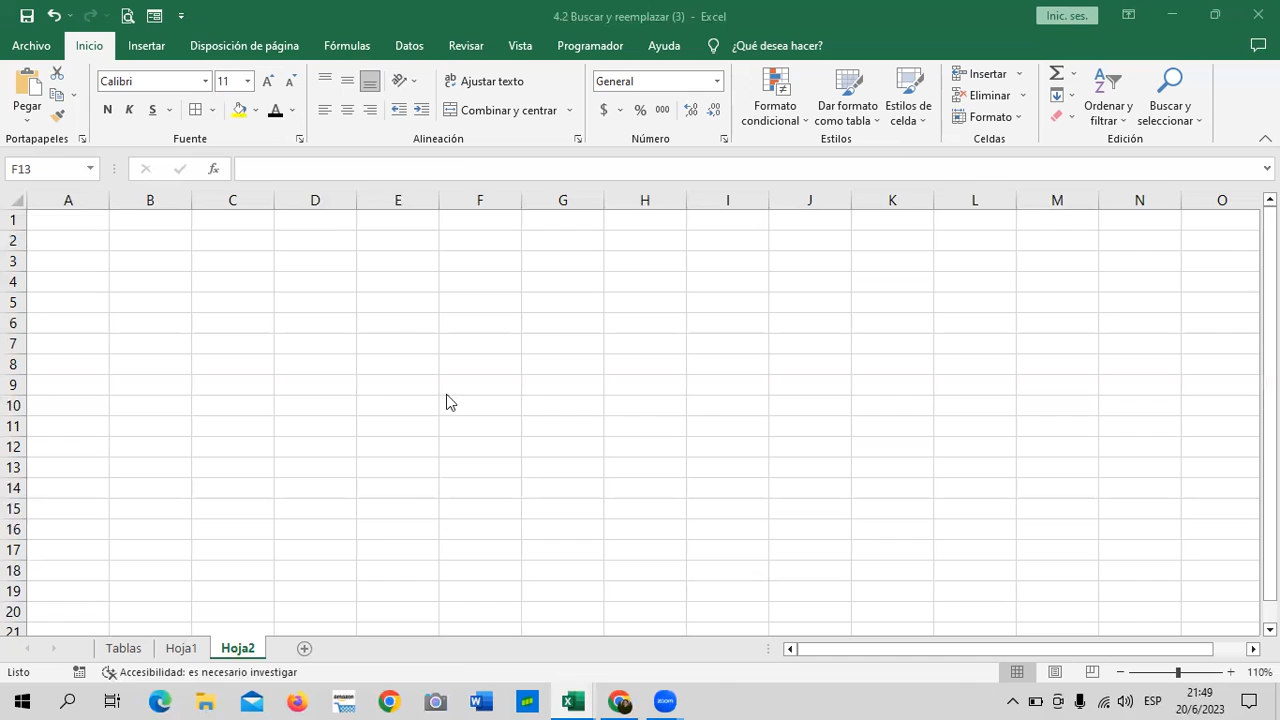 4.2 Buscar y reemplazar (3) - Excel
Inic. ses.
Archivo Inicio Insertar Disposición de página Fórmulas Datos Revisar Vista Programador Ayuda ¿Qué desea hacer?
Pegar
Portapapeles
Calibri 11
N K S
Fuente
Ajustar texto
Combinar y centrar
Alineación
General
$ % 000
Número
Formato condicional
Dar formato como tabla
Estilos de celda
Estilos
Insertar
Eliminar
Formato
Celdas
Ordenar y filtrar
Buscar y seleccionar
Edición
F13
fx
A B C D E F G H I J K L M N O
1
2
3
4
5
6
7
8
9
10
11
12
13
14
15
16
17
18
19
20
21
Tablas Hoja1 Hoja2
Listo Accesibilidad: es necesario investigar 110%
amazon
zoom
ESP
21:49
20/6/2023